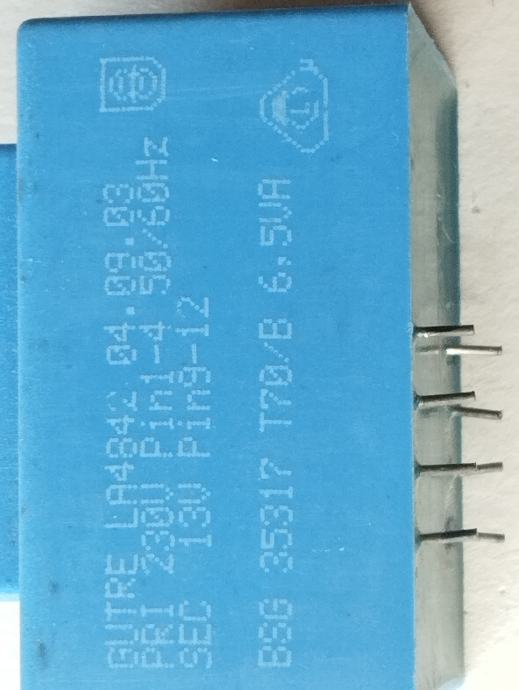 GUTRE LA4842 04.09.03
PRI 230V Pin1-4 50/60Hz
SEC 13V Pin9-12
BSG 35317 T70/B 6,5VA